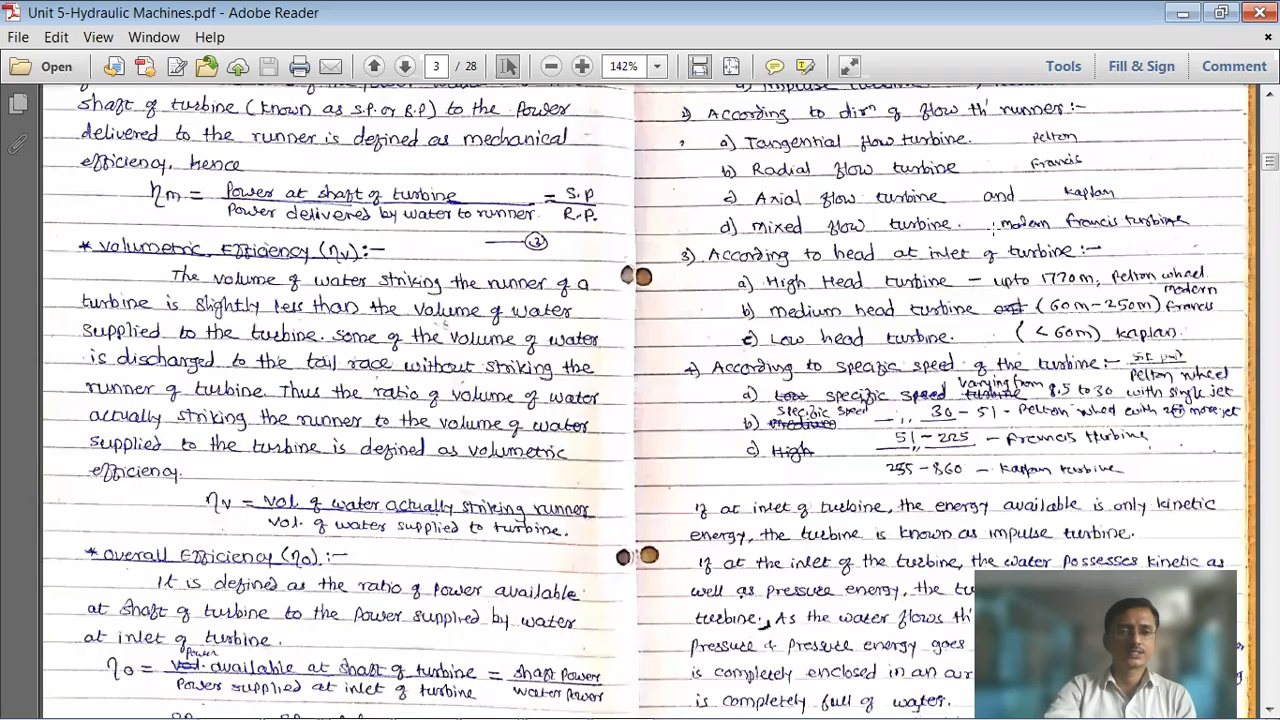 Unit 5-Hydraulic Machines.pdf - Adobe Reader
File Edit View Window Help
Open 3 / 28 142% Tools Fill & Sign Comment
shaft of turbine (known as S.P. or B.P) to the Power
delivered to the runner is defined as mechanical
efficiency. hence
ηm = Power at shaft of turbine / Power delivered by water to runner. = S.P / R.P.
—— ②
* Volumetric Efficiency (ηv):-
The volume of water striking the runner of a
turbine is slightly less than the volume of water
supplied to the turbine. some of the volume of water
is discharged to the tail race without striking the
runner of turbine. Thus the ratio of volume of water
actually striking the runner to the volume of water
supplied to the turbine is defined as volumetric
efficiency.
ηv = vol. of water actually striking runner / vol. of water supplied to turbine.
* Overall Efficiency (ηo):-
It is defined as the ratio of power available
at shaft of turbine to the power supplied by water
at inlet of turbine.
ηo = power available at shaft of turbine / Power supplied at inlet of turbine = shaft power / water power
2) According to dirn of flow th' runner:-
a) Tangential flow turbine. Pelton
b) Radial flow turbine Francis
c) Axial flow turbine and Kaplan
d) mixed flow turbine. modern Francis turbine
3) According to head at inlet of turbine:-
a) High Head turbine - upto 1770m, Pelton wheel
b) medium head turbine (60m-250m) modern Francis
c) Low head turbine. (<60m) Kaplan.
4) According to specific speed of the turbine:-
a) specific speed varying from 8.5 to 30 Pelton wheel with single jet
b) specific speed 30-51 - Pelton wheel with more jet
c) High 51-225 - Francis turbine
255-860 - Kaplan turbine
if at inlet of turbine, the energy available is only kinetic
energy, the turbine is known as impulse turbine.
If at the inlet of the turbine, the water possesses kinetic as
well as pressure energy, the
turbine. As the water flows th'
Pressure & pressure energy goes
is completely enclosed in an
is completely full of water.